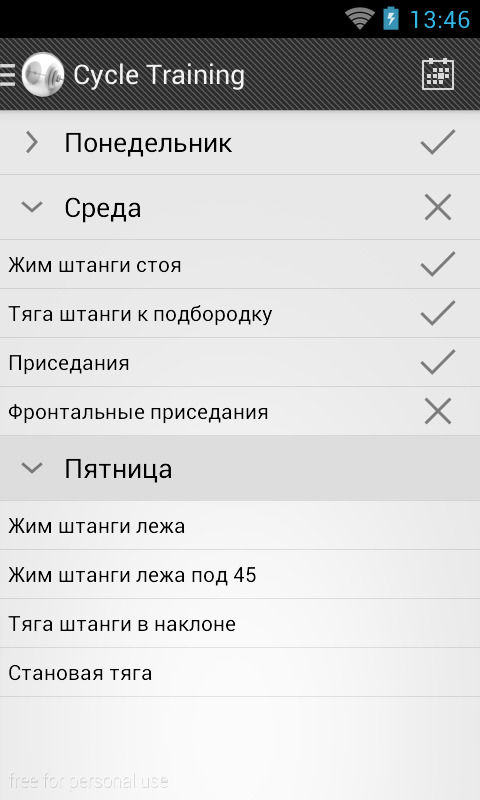 13:46
Cycle Training
Понедельник
Среда
Жим штанги стоя
Тяга штанги к подбородку
Приседания
Фронтальные приседания
Пятница
Жим штанги лежа
Жим штанги лежа под 45
Тяга штанги в наклоне
Становая тяга
free for personal use